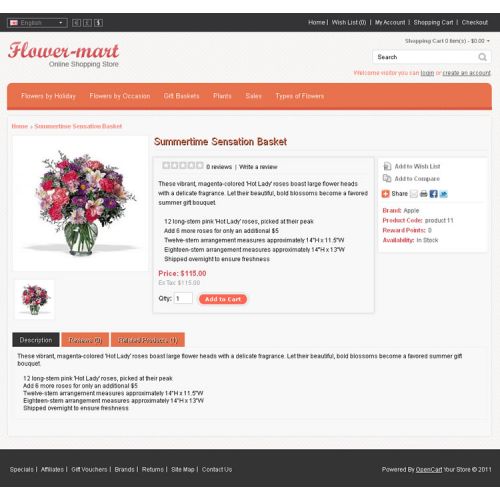 English
€ £ $
Home | Wish List (0) | My Account | Shopping Cart | Checkout
Flower-mart
Online Shopping Store
Shopping Cart 0 item(s) - $0.00
Search
Welcome visitor you can login or create an account.
Flowers by Holiday Flowers by Occasion Gift Baskets Plants Sales Types of Flowers
Home » Summertime Sensation Basket
Summertime Sensation Basket
0 reviews | Write a review
These vibrant, magenta-colored 'Hot Lady' roses boast large flower heads
with a delicate fragrance. Let their beautiful, bold blossoms become a favored
summer gift bouquet.
12 long-stem pink 'Hot Lady' roses, picked at their peak
Add 6 more roses for only an additional $5
Twelve-stem arrangement measures approximately 14"H x 11.5"W
Eighteen-stem arrangement measures approximately 14"H x 13"W
Shipped overnight to ensure freshness
Price: $115.00
Ex Tax: $115.00
Qty: 1 Add to Cart
Add to Wish List
Add to Compare
Share
Brand: Apple
Product Code: product 11
Reward Points: 0
Availability: In Stock
Description Reviews (0) Related Products (1)
These vibrant, magenta-colored 'Hot Lady' roses boast large flower heads with a delicate fragrance. Let their beautiful, bold blossoms become a favored summer gift
bouquet.
12 long-stem pink 'Hot Lady' roses, picked at their peak
Add 6 more roses for only an additional $5
Twelve-stem arrangement measures approximately 14"H x 11.5"W
Eighteen-stem arrangement measures approximately 14"H x 13"W
Shipped overnight to ensure freshness
Specials | Affiliates | Gift Vouchers | Brands | Returns | Site Map | Contact Us
Powered By OpenCart Your Store © 2011